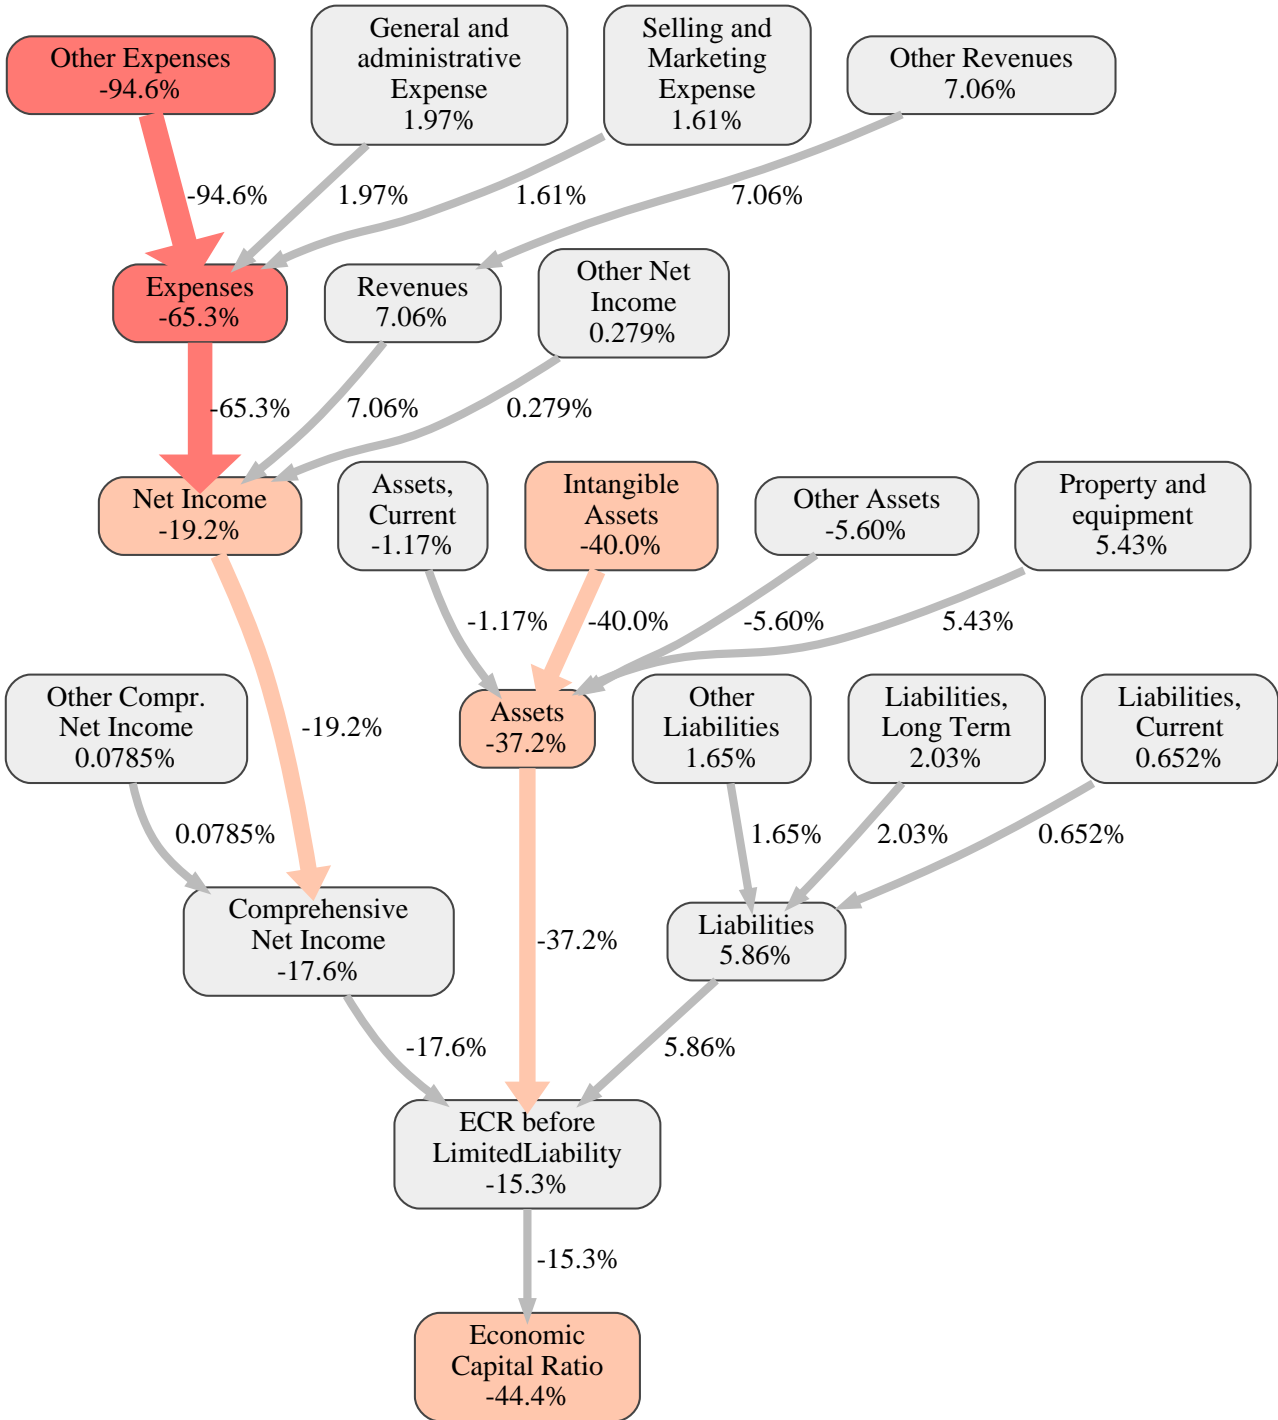 Other Expenses
-94.6%
General and
administrative
Expense
1.97%
Selling and
Marketing
Expense
1.61%
Other Revenues
7.06%
-94.6%
1.97%
1.61%
7.06%
Expenses
-65.3%
Revenues
7.06%
Other Net
Income
0.279%
-65.3%
7.06%
0.279%
Net Income
-19.2%
Assets,
Current
-1.17%
Intangible
Assets
-40.0%
Other Assets
-5.60%
Property and
equipment
5.43%
-1.17%
-40.0%
-5.60%
5.43%
Other Compr.
Net Income
0.0785%
-19.2%
Assets
-37.2%
Other
Liabilities
1.65%
Liabilities,
Long Term
2.03%
Liabilities,
Current
0.652%
0.0785%
1.65%
2.03%
0.652%
Comprehensive
Net Income
-17.6%
-37.2%
Liabilities
5.86%
-17.6%
5.86%
ECR before
LimitedLiability
-15.3%
-15.3%
Economic
Capital Ratio
-44.4%